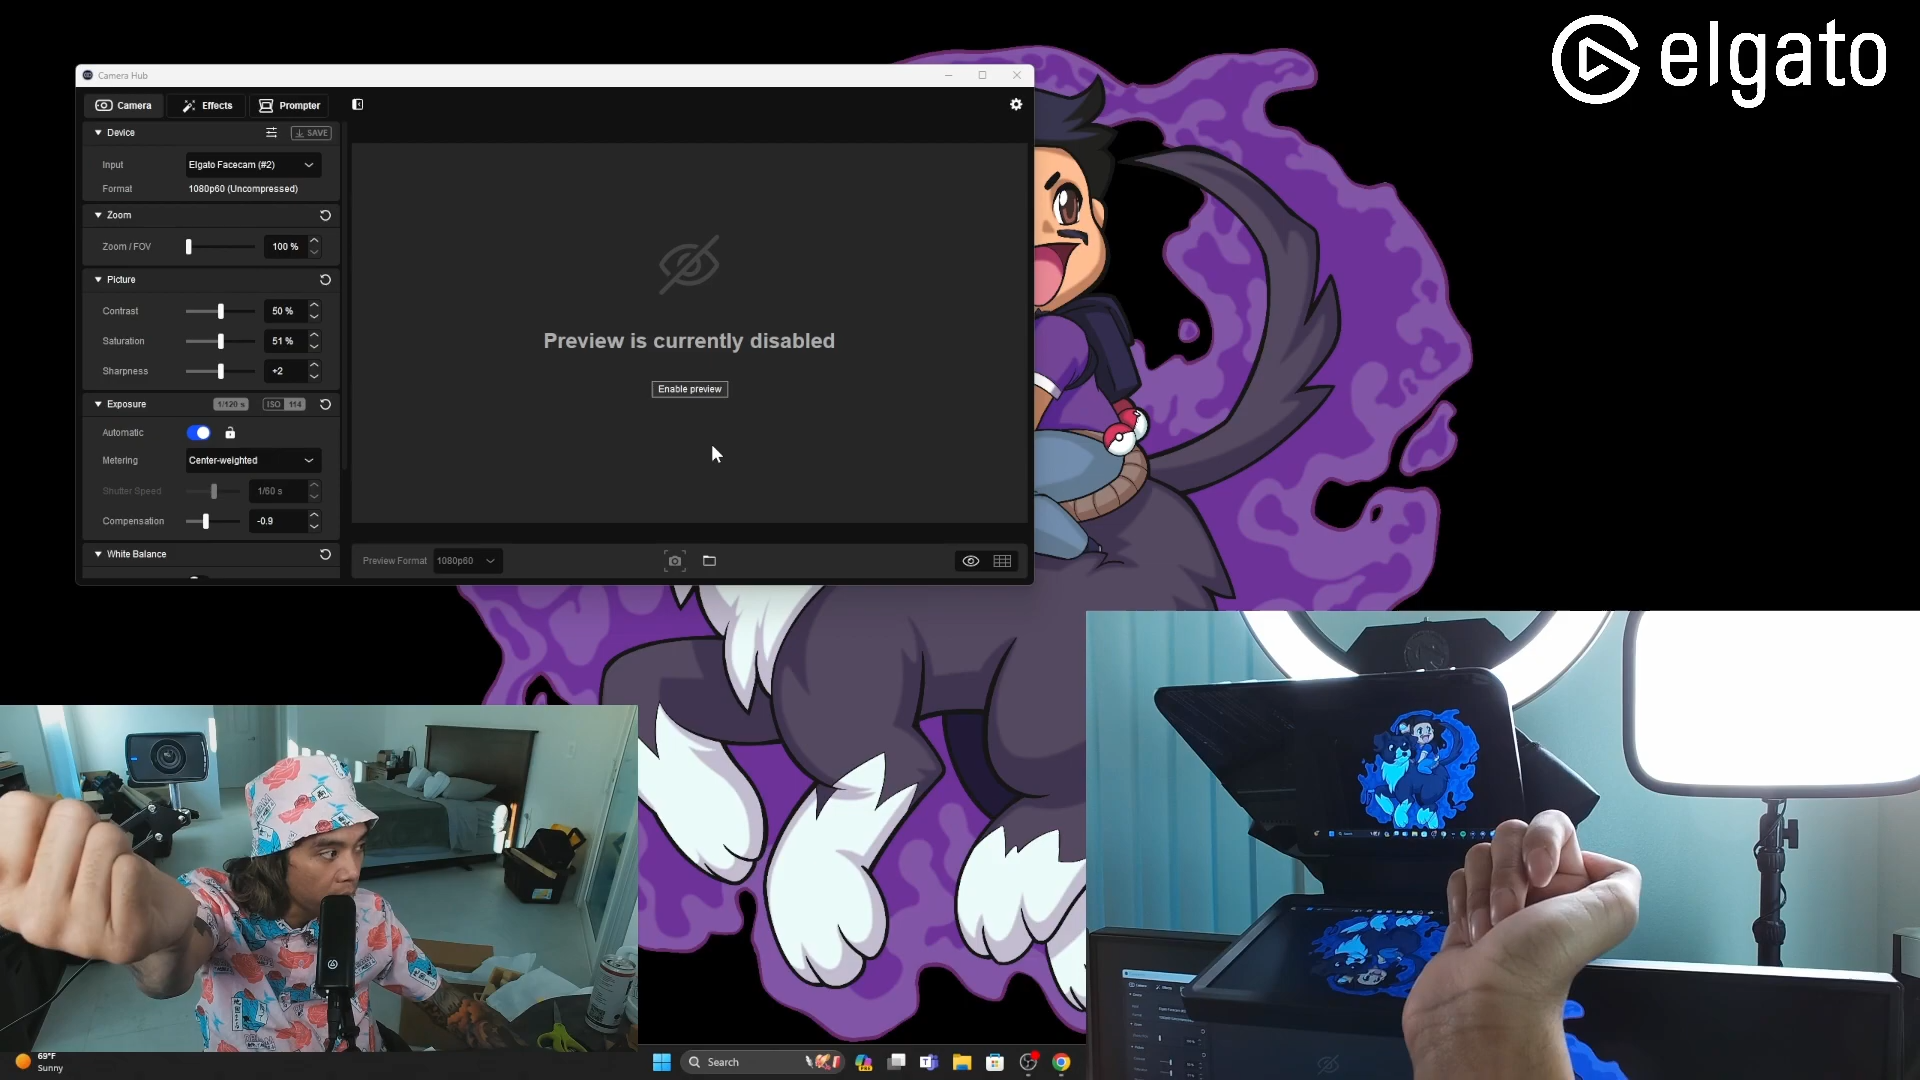 elgato
Camera Hub
Camera Effects Prompter
Device SAVE
Input Elgato Facecam (#2)
Format 1080p60 (Uncompressed)
Zoom
Zoom / FOV 100 %
Picture
Contrast 50 %
Saturation 51 %
Sharpness +2
Exposure 1/120 s ISO 114
Automatic
Metering Center-weighted
Shutter Speed 1/60 s
Compensation -0.9
White Balance
Preview is currently disabled
Enable preview
Preview Format 1080p60
69°F
Sunny
Search